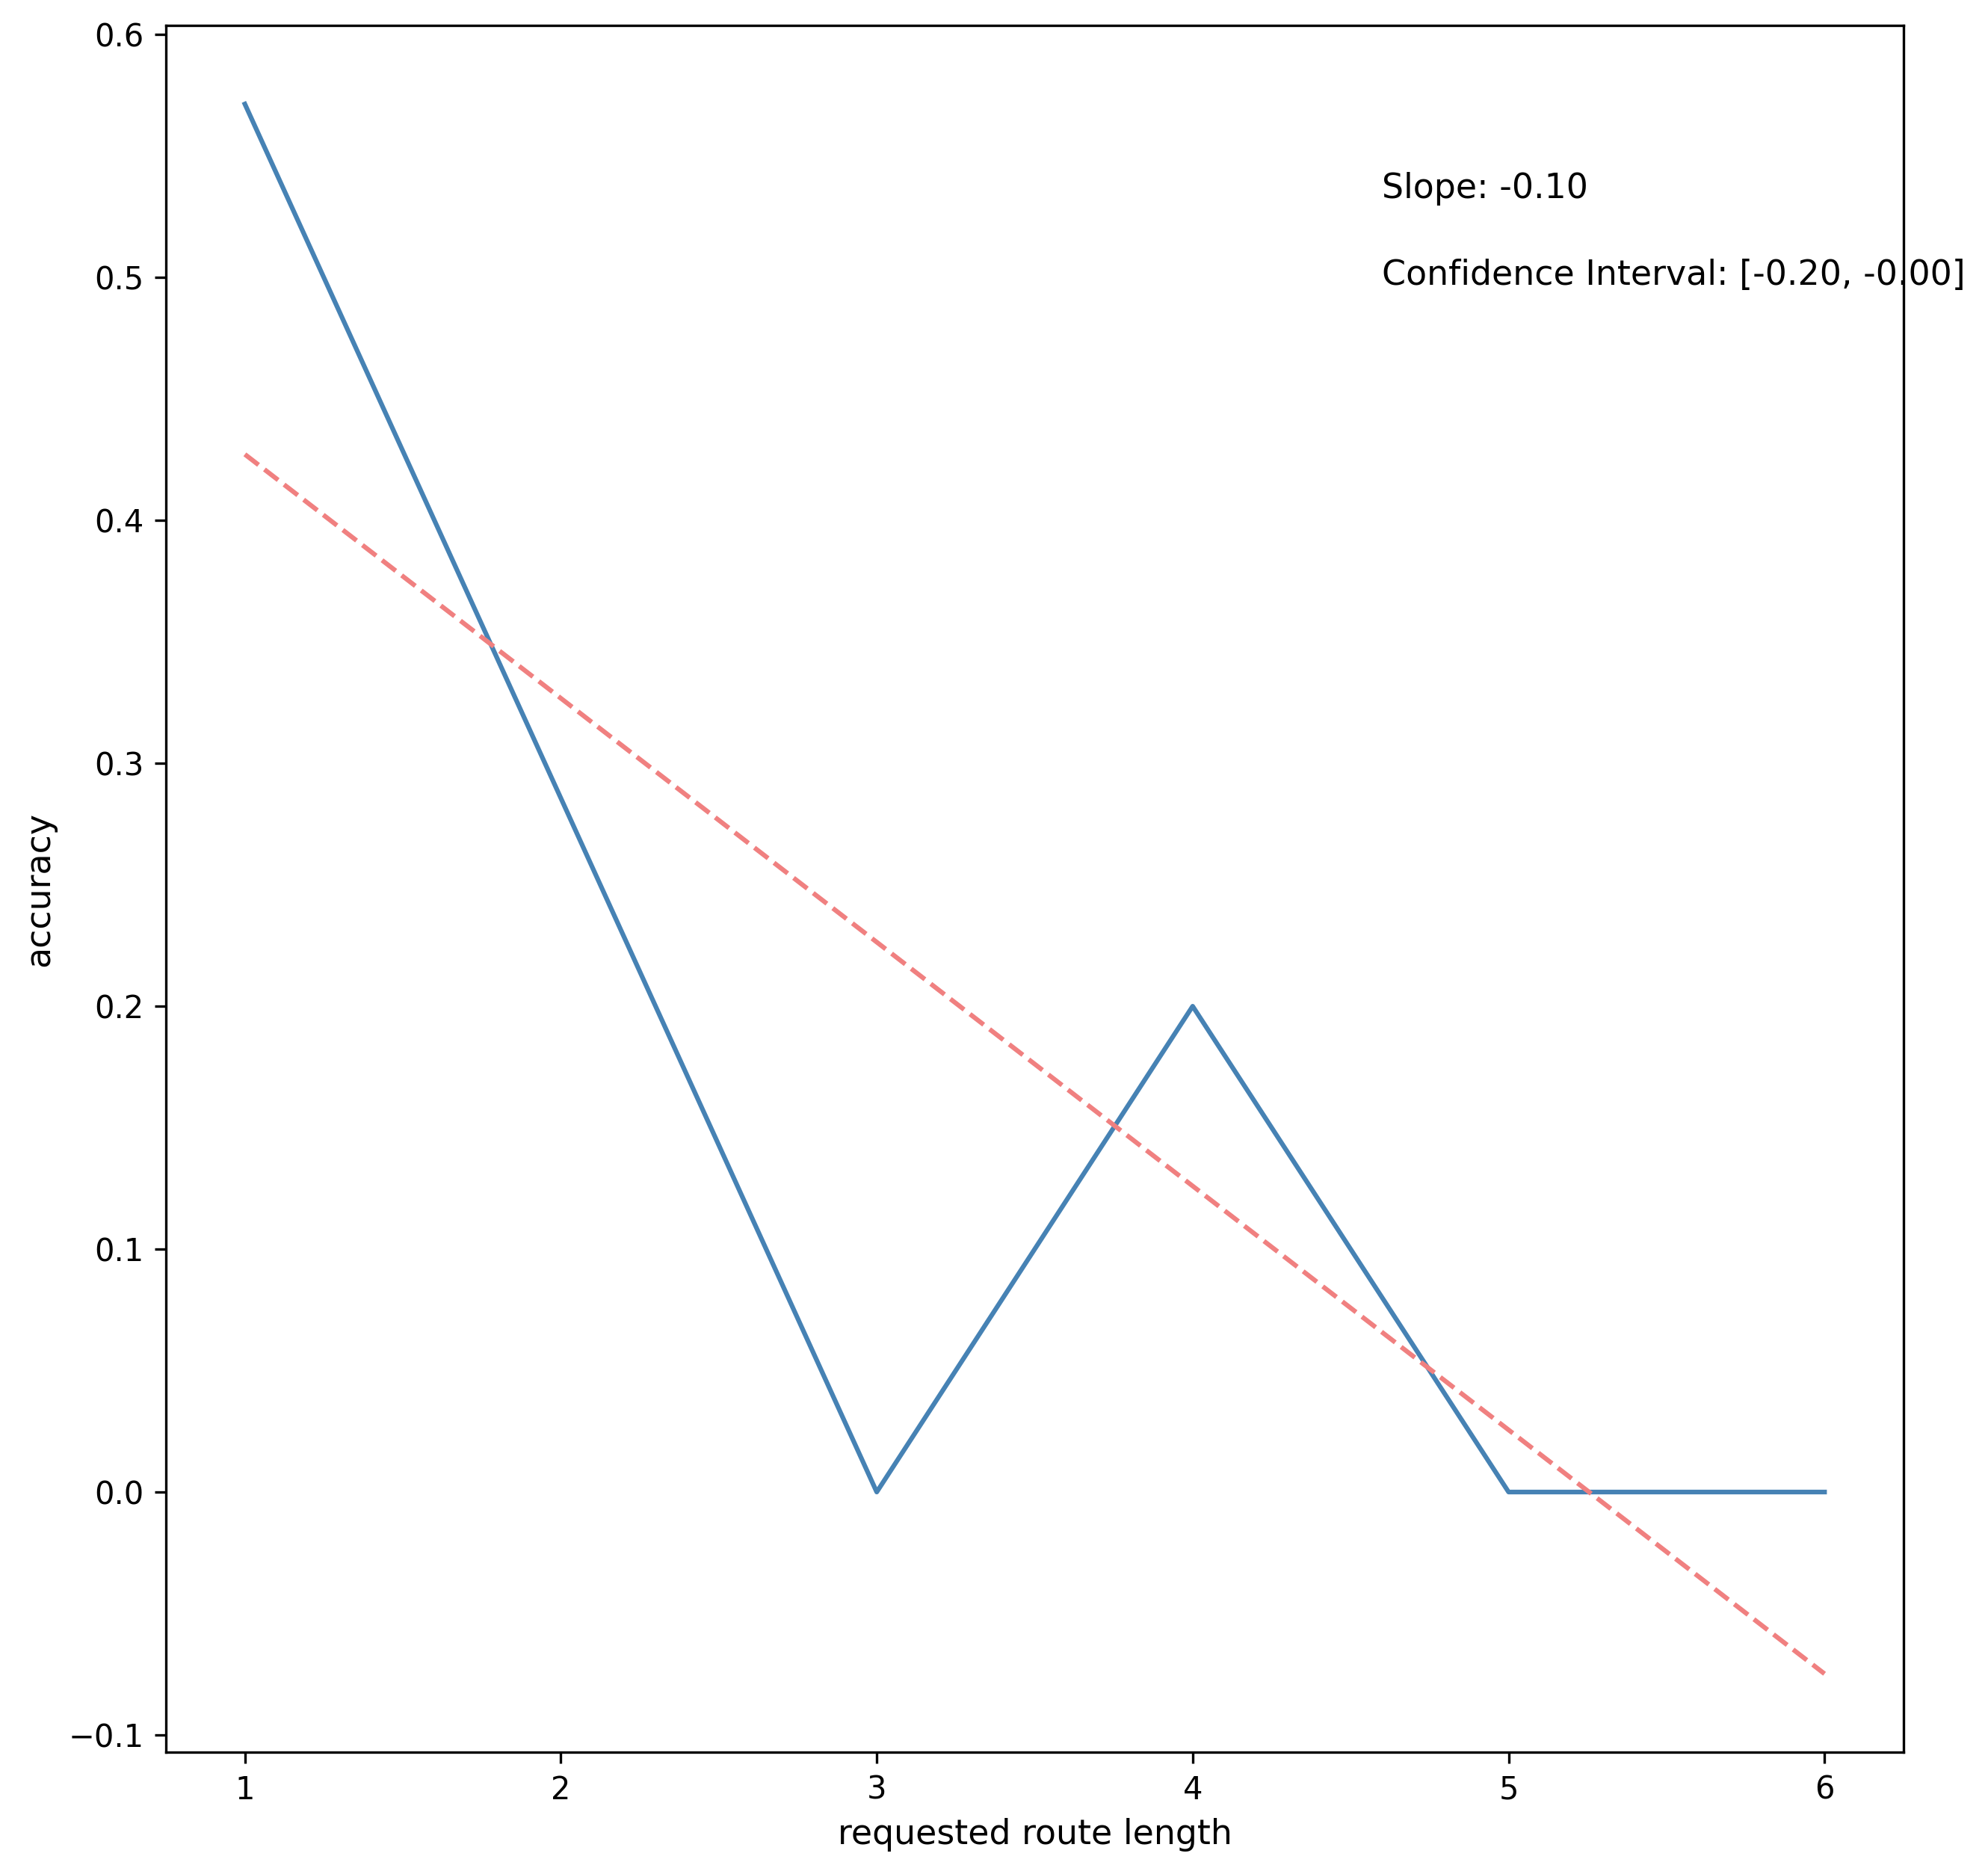 0.6
0.5
0.4
0.3
0.2
0.1
0.0
−0.1
accuracy
Slope: -0.10
Confidence Interval: [-0.20, -0.00]
1 2 3 4 5 6
requested route length